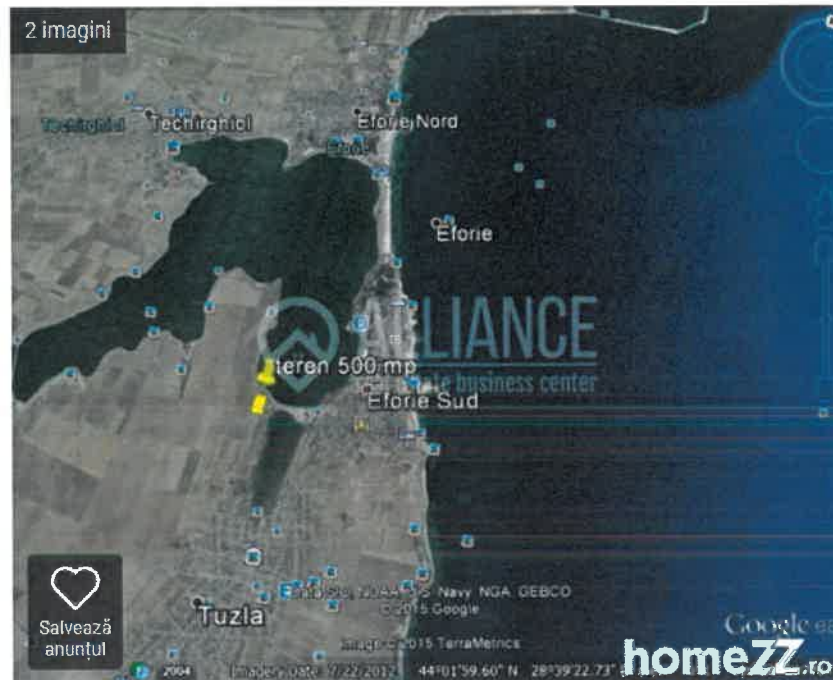 2 imagini
Techirghiol
Techirghiol
Eforie Nord
Eforie
Eforie
ALLIANCE
teren 500 mp
real estate business center
Eforie Sud
Data SIO, NOAA, U.S. Navy, NGA, GEBCO
© 2015 Google
Tuzla
Image © 2015 TerraMetrics
Google ea
Salvează
anunțul
2004
Imagery Date: 7/22/2012
44°01'59.60" N
28°39'22.73"
homeZZ.ro